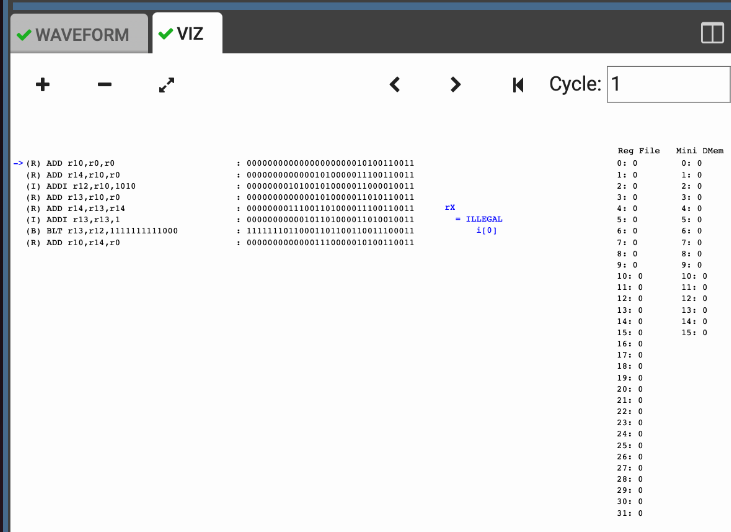 WAVEFORM
VIZ
Cycle: 1
Reg File Mini DMem
-> (R) ADD r10,r0,r0 : 00000000000000000000010100110011
(R) ADD r14,r10,r0 : 00000000000001010000011100110011
(I) ADDI r12,r10,1010 : 00000000101001010000011000010011
(R) ADD r13,r10,r0 : 00000000000001010000011010110011
(R) ADD r14,r13,r14 : 00000000111001101000011100110011
(I) ADDI r13,r13,1 : 00000000000101101000011010010011
(B) BLT r13,r12,1111111111000 : 11111110110001101100110011100011
(R) ADD r10,r14,r0 : 00000000000001110000010100110011
rX
= ILLEGAL
i[0]
0: 0 0: 0
1: 0 1: 0
2: 0 2: 0
3: 0 3: 0
4: 0 4: 0
5: 0 5: 0
6: 0 6: 0
7: 0 7: 0
8: 0 8: 0
9: 0 9: 0
10: 0 10: 0
11: 0 11: 0
12: 0 12: 0
13: 0 13: 0
14: 0 14: 0
15: 0 15: 0
16: 0
17: 0
18: 0
19: 0
20: 0
21: 0
22: 0
23: 0
24: 0
25: 0
26: 0
27: 0
28: 0
29: 0
30: 0
31: 0